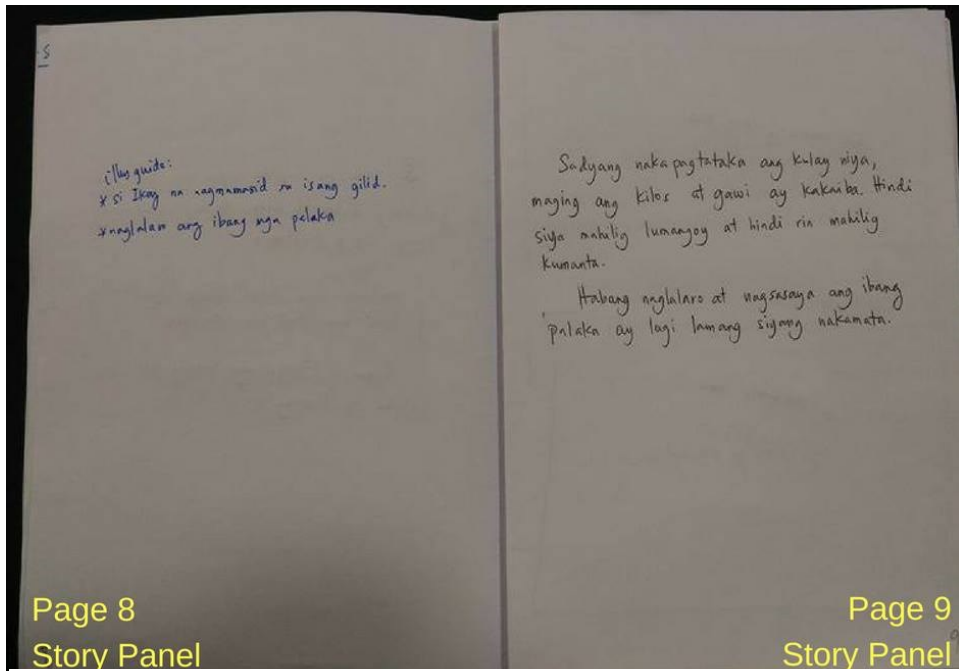 illus guide:
* si Ikay na nagmamasid sa isang gilid.
* naglalaro ang ibang mga palaka
Sadyang nakapagtataka ang kulay niya,
maging ang kilos at gawi ay kakaiba. Hindi
siya mahilig lumangoy at hindi rin mahilig
kumanta.
Habang naglalaro at nagsasaya ang ibang
palaka ay lagi lamang siyang nakamata.
Page 8
Story Panel
Page 9
Story Panel